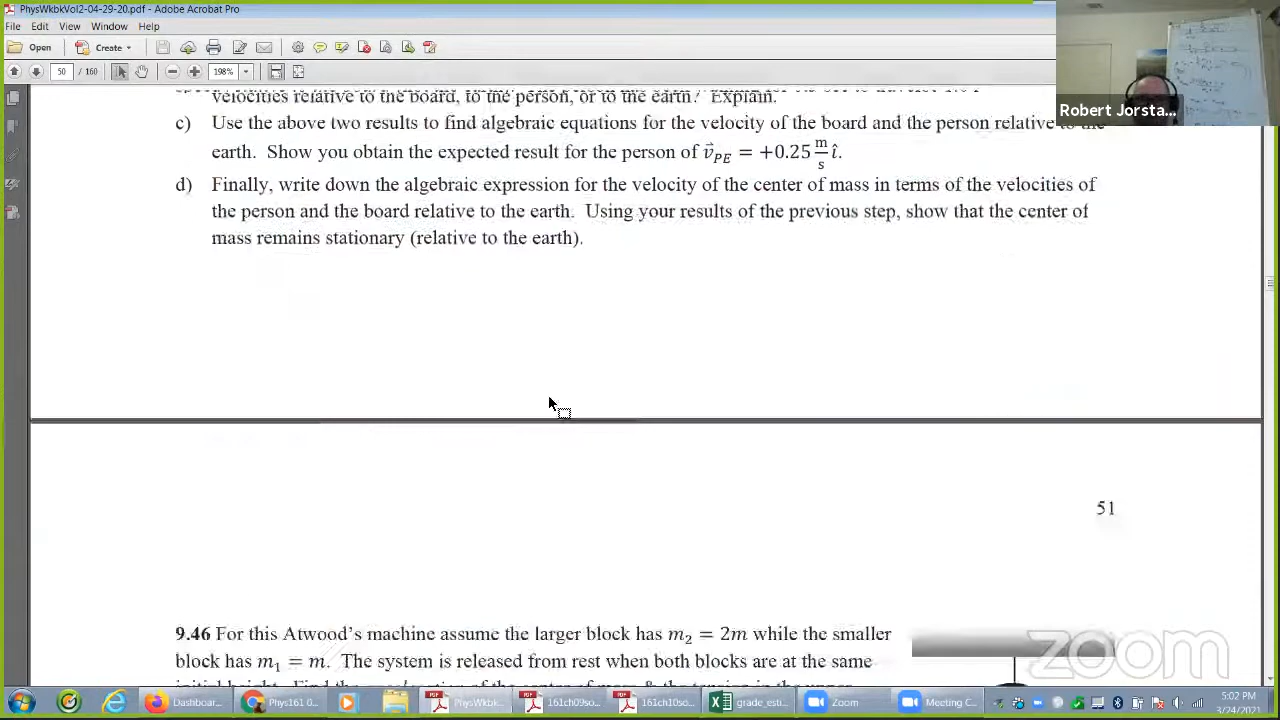 PhysWkbkVol2-04-29-20.pdf - Adobe Acrobat Pro
File Edit View Window Help
Open Create
50 / 160 198%
Robert Jorsta...
velocities relative to the board, to the person, or to the earth? Explain.
c) Use the above two results to find algebraic equations for the velocity of the board and the person relative to the
earth. Show you obtain the expected result for the person of v⃗_PE = +0.25 m/s î.
d) Finally, write down the algebraic expression for the velocity of the center of mass in terms of the velocities of
the person and the board relative to the earth. Using your results of the previous step, show that the center of
mass remains stationary (relative to the earth).
51
9.46 For this Atwood's machine assume the larger block has m₂ = 2m while the smaller
block has m₁ = m. The system is released from rest when both blocks are at the same
zoom
Dashboar... Phys161 0... PhysWkbk... 161ch09so... 161ch10so... grade_esti... Zoom Meeting C...
5:02 PM
3/24/2021